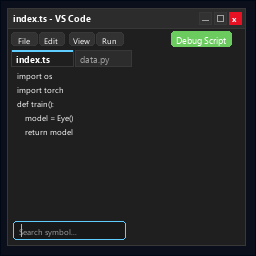 index.ts - VS Code
File Edit View Run Debug Script
index.ts data.py
import os
import torch
def train():
    model = Eye()
    return model
Search symbol...